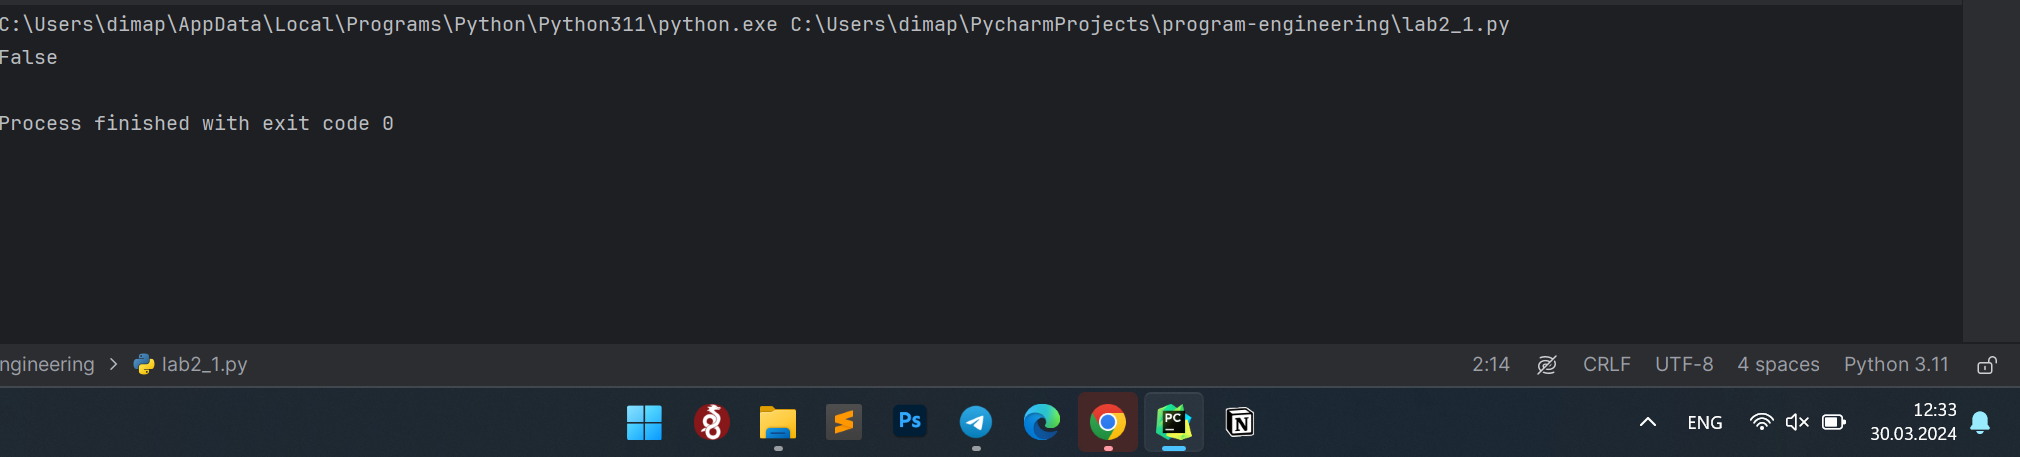 C:\Users\dimap\AppData\Local\Programs\Python\Python311\python.exe C:\Users\dimap\PycharmProjects\program-engineering\lab2_1.py
False
Process finished with exit code 0
ngineering > lab2_1.py 2:14 CRLF UTF-8 4 spaces Python 3.11
Ps PC N ENG 12:33
30.03.2024